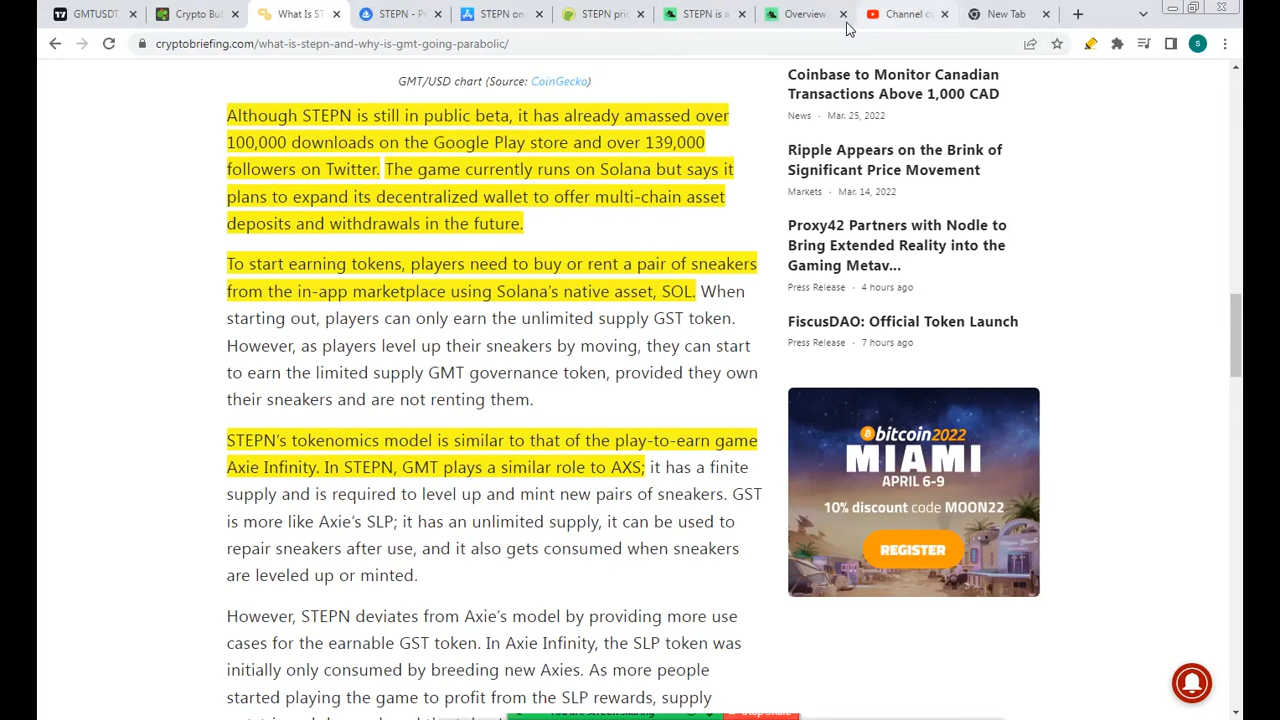 GMTUSDT
Crypto Bu
What Is ST
STEPN - P
STEPN on
STEPN pric
STEPN is a
Overview
Channel co
New Tab
cryptobriefing.com/what-is-stepn-and-why-is-gmt-going-parabolic/
GMT/USD chart (Source: CoinGecko)
Although STEPN is still in public beta, it has already amassed over
100,000 downloads on the Google Play store and over 139,000
followers on Twitter. The game currently runs on Solana but says it
plans to expand its decentralized wallet to offer multi-chain asset
deposits and withdrawals in the future.
To start earning tokens, players need to buy or rent a pair of sneakers
from the in-app marketplace using Solana's native asset, SOL. When
starting out, players can only earn the unlimited supply GST token.
However, as players level up their sneakers by moving, they can start
to earn the limited supply GMT governance token, provided they own
their sneakers and are not renting them.
STEPN's tokenomics model is similar to that of the play-to-earn game
Axie Infinity. In STEPN, GMT plays a similar role to AXS; it has a finite
supply and is required to level up and mint new pairs of sneakers. GST
is more like Axie's SLP; it has an unlimited supply, it can be used to
repair sneakers after use, and it also gets consumed when sneakers
are leveled up or minted.
However, STEPN deviates from Axie's model by providing more use
cases for the earnable GST token. In Axie Infinity, the SLP token was
initially only consumed by breeding new Axies. As more people
started playing the game to profit from the SLP rewards, supply
Coinbase to Monitor Canadian
Transactions Above 1,000 CAD
News · Mar. 25, 2022
Ripple Appears on the Brink of
Significant Price Movement
Markets · Mar. 14, 2022
Proxy42 Partners with Nodle to
Bring Extended Reality into the
Gaming Metav...
Press Release · 4 hours ago
FiscusDAO: Official Token Launch
Press Release · 7 hours ago
bitcoin2022
MIAMI
APRIL 6-9
10% discount code MOON22
REGISTER